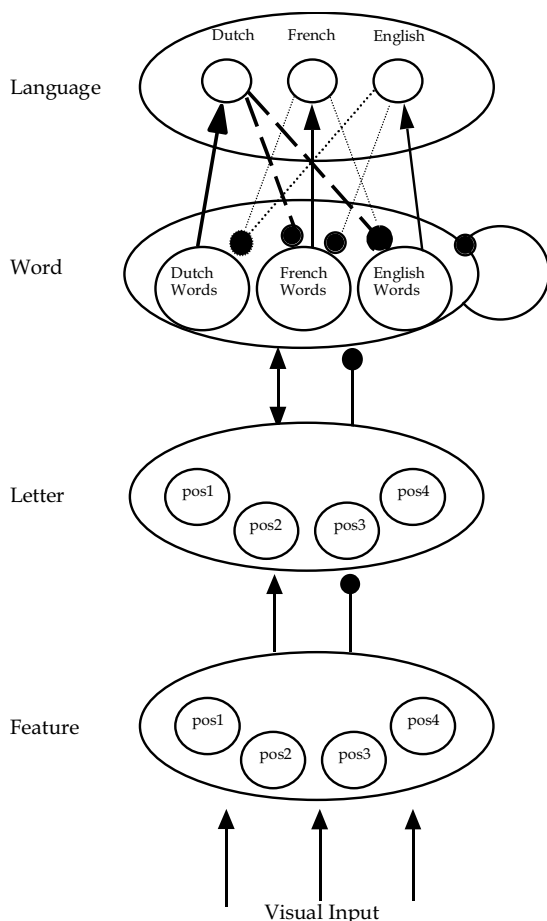 Dutch French English
Language
Word
Dutch Words
French Words
English Words
Letter
pos1
pos2
pos3
pos4
Feature
pos1
pos2
pos3
pos4
Visual Input